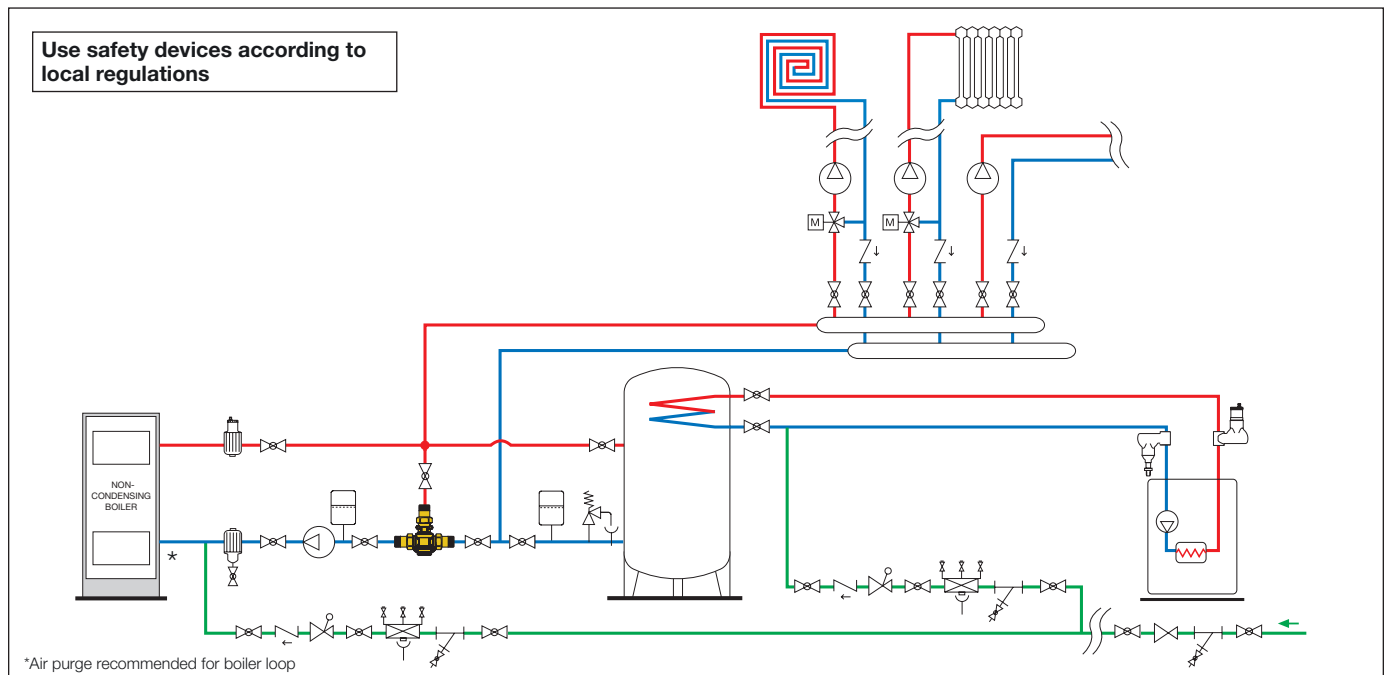 Use safety devices according to
local regulations
M
M
NON-
CONDENSING
BOILER
*
*Air purge recommended for boiler loop